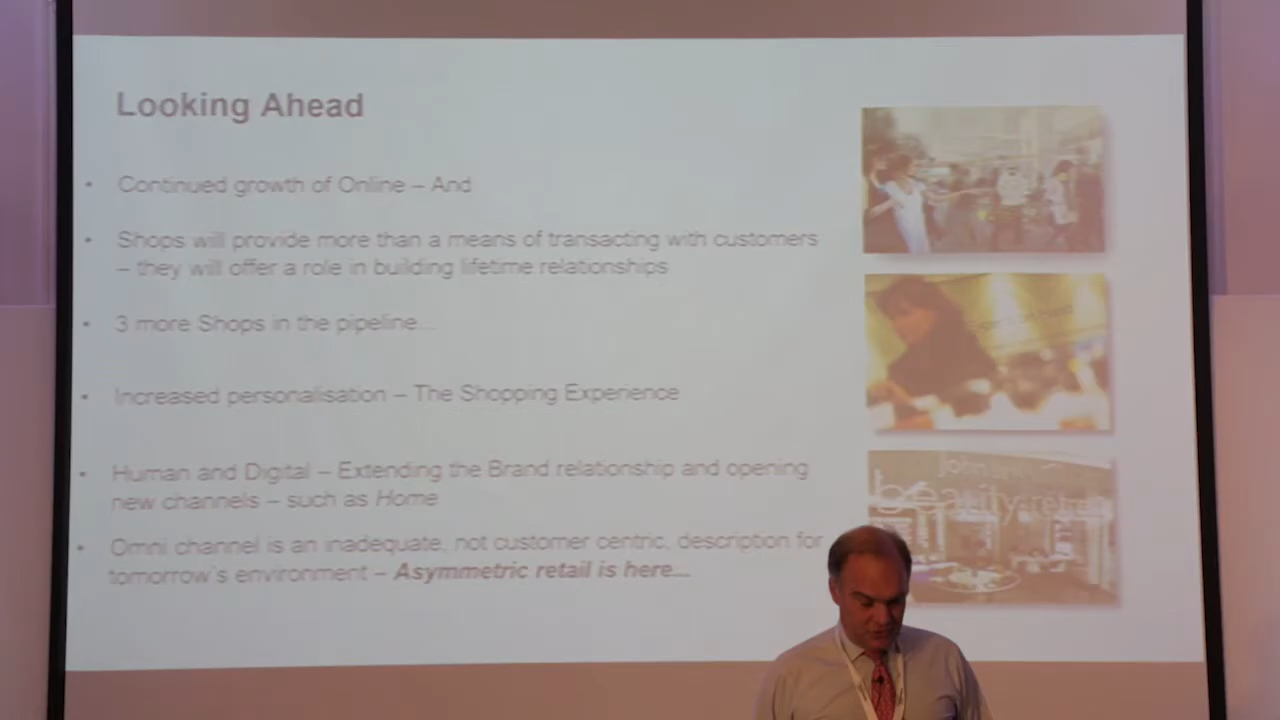 Looking Ahead
• Continued growth of Online – And
• Shops will provide more than a means of transacting with customers
– they will offer a role in building lifetime relationships
• 3 more Shops in the pipeline...
• Increased personalisation – The Shopping Experience
• Human and Digital – Extending the Brand relationship and opening
new channels – such as Home
• Omni channel is an inadequate, not customer centric, description for
tomorrow's environment – Asymmetric retail is here...
John
beauty